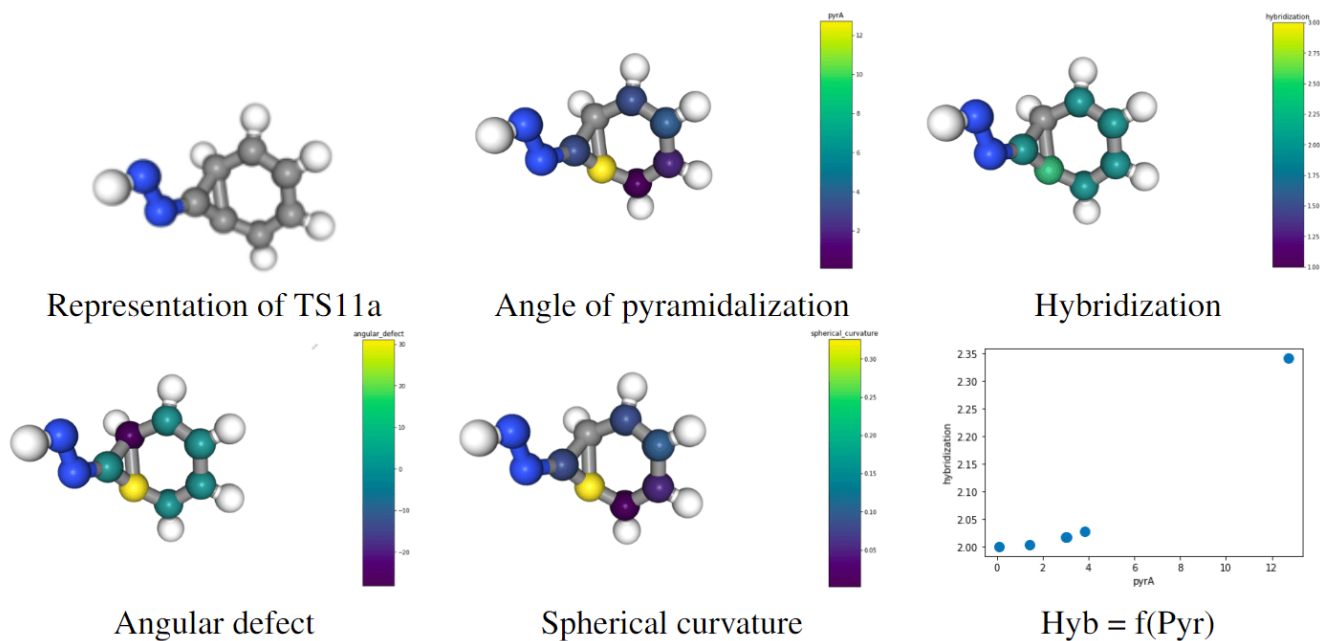 pyrA
12
10
8
6
4
2
hybridization
3.00
2.75
2.50
2.25
2.00
1.75
1.50
1.25
1.00
Representation of TS11a
Angle of pyramidalization
Hybridization
angular_defect
30
20
10
0
−10
−20
spherical_curvature
0.30
0.25
0.20
0.15
0.10
0.05
2.35
2.30
2.25
2.20
2.15
2.10
2.05
2.00
hybridization
0 2 4 6 8 10 12
pyrA
Angular defect
Spherical curvature
Hyb = f(Pyr)